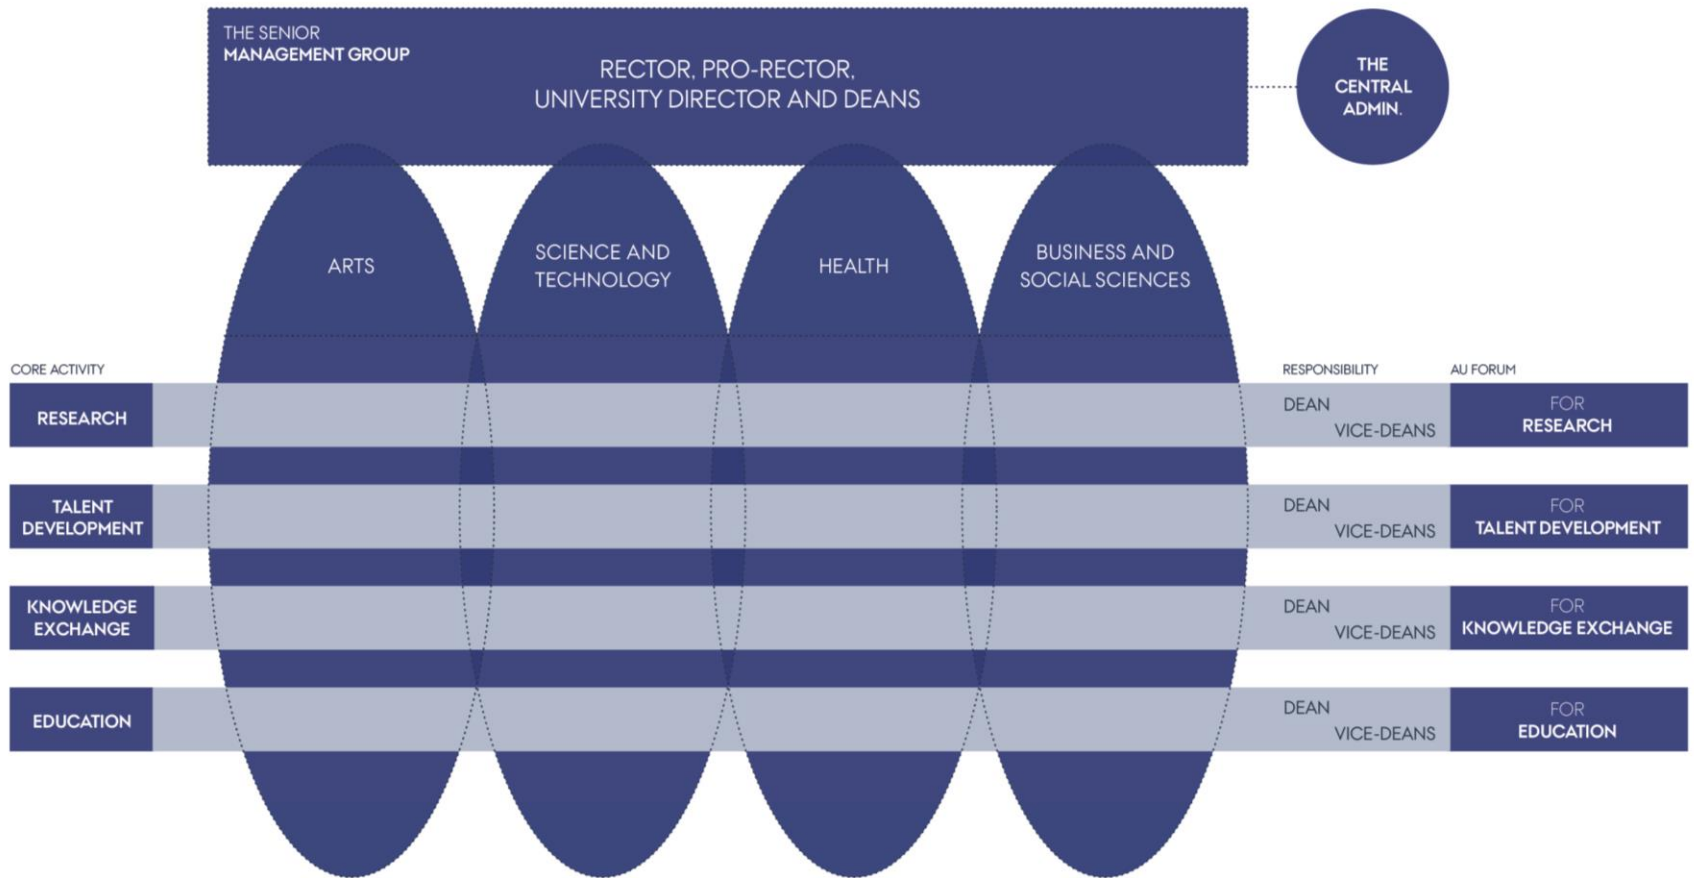 THE SENIOR
MANAGEMENT GROUP
RECTOR, PRO-RECTOR,
UNIVERSITY DIRECTOR AND DEANS
THE
CENTRAL
ADMIN.
ARTS
SCIENCE AND
TECHNOLOGY
HEALTH
BUSINESS AND
SOCIAL SCIENCES
CORE ACTIVITY
RESPONSIBILITY
AU FORUM
RESEARCH
DEAN
VICE-DEANS
FOR
RESEARCH
TALENT
DEVELOPMENT
DEAN
VICE-DEANS
FOR
TALENT DEVELOPMENT
KNOWLEDGE
EXCHANGE
DEAN
VICE-DEANS
FOR
KNOWLEDGE EXCHANGE
EDUCATION
DEAN
VICE-DEANS
FOR
EDUCATION